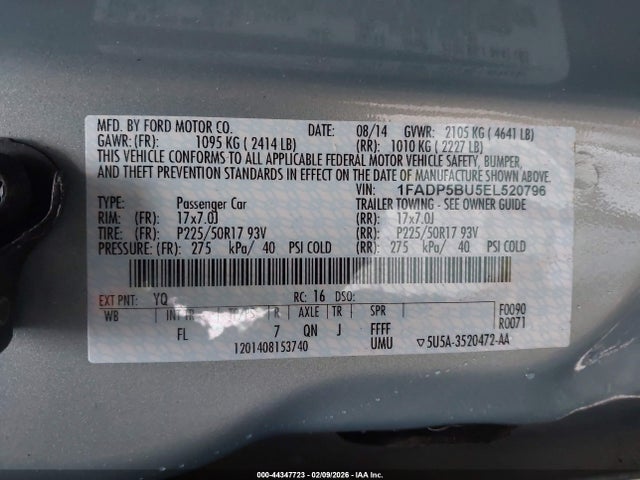 MFD. BY FORD MOTOR CO. DATE: 08/14 GVWR: 2105 KG ( 4641 LB)
GAWR: (FR): 1095 KG ( 2414 LB) (RR): 1010 KG ( 2227 LB)
THIS VEHICLE CONFORMS TO ALL APPLICABLE FEDERAL MOTOR VEHICLE SAFETY, BUMPER,
AND THEFT PREVENTION STANDARDS IN EFFECT ON THE DATE OF MANUFACTURE SHOWN ABOVE.
VIN: 1FADP5BU5EL520796
TYPE: Passenger Car TRAILER TOWING - SEE OWNER GUIDE
RIM: (FR): 17x7.0J (RR): 17x7.0J
TIRE: (FR): P225/50R17 93V (RR): P225/50R17 93V
PRESSURE: (FR): 275 kPa/ 40 PSI COLD (RR): 275 kPa/ 40 PSI COLD
EXT PNT: YQ RC: 16 DSO:
WB INT TR TP/PS R AXLE TR SPR F0090
FL 7 QN J FFFF R0071
1201408153740 UMU ▽5U5A-3520472-AA
000-44347723 - 02/09/2026 - IAA Inc.